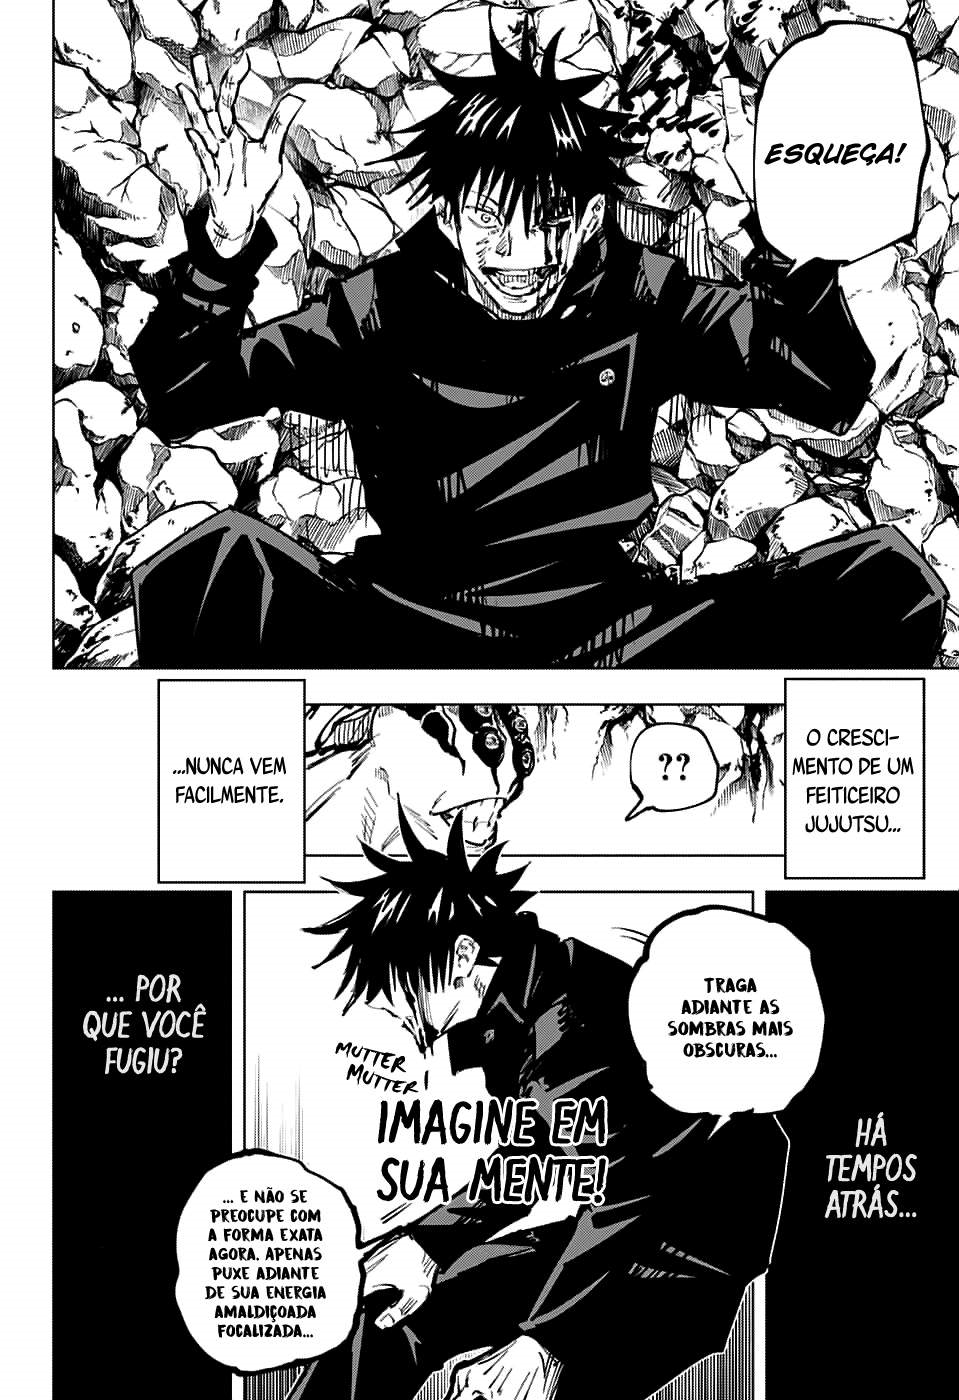 ESQUEÇA!
O CRESCI-
MENTO DE UM
FEITICEIRO
JUJUTSU...
??
...NUNCA VEM
FACILMENTE.
HÁ
TEMPOS
ATRÁS...
TRAGA
ADIANTE AS
SOMBRAS MAIS
OBSCURAS...
MUTTER
MUTTER!
IMAGINE EM
SUA MENTE!
... E NÃO SE
PREOCUPE COM
A FORMA EXATA
AGORA. APENAS
PUXE ADIANTE
DE SUA ENERGIA
AMALDIÇOADA
FOCALIZADA...
... POR
QUE VOCÊ
FUGIU?